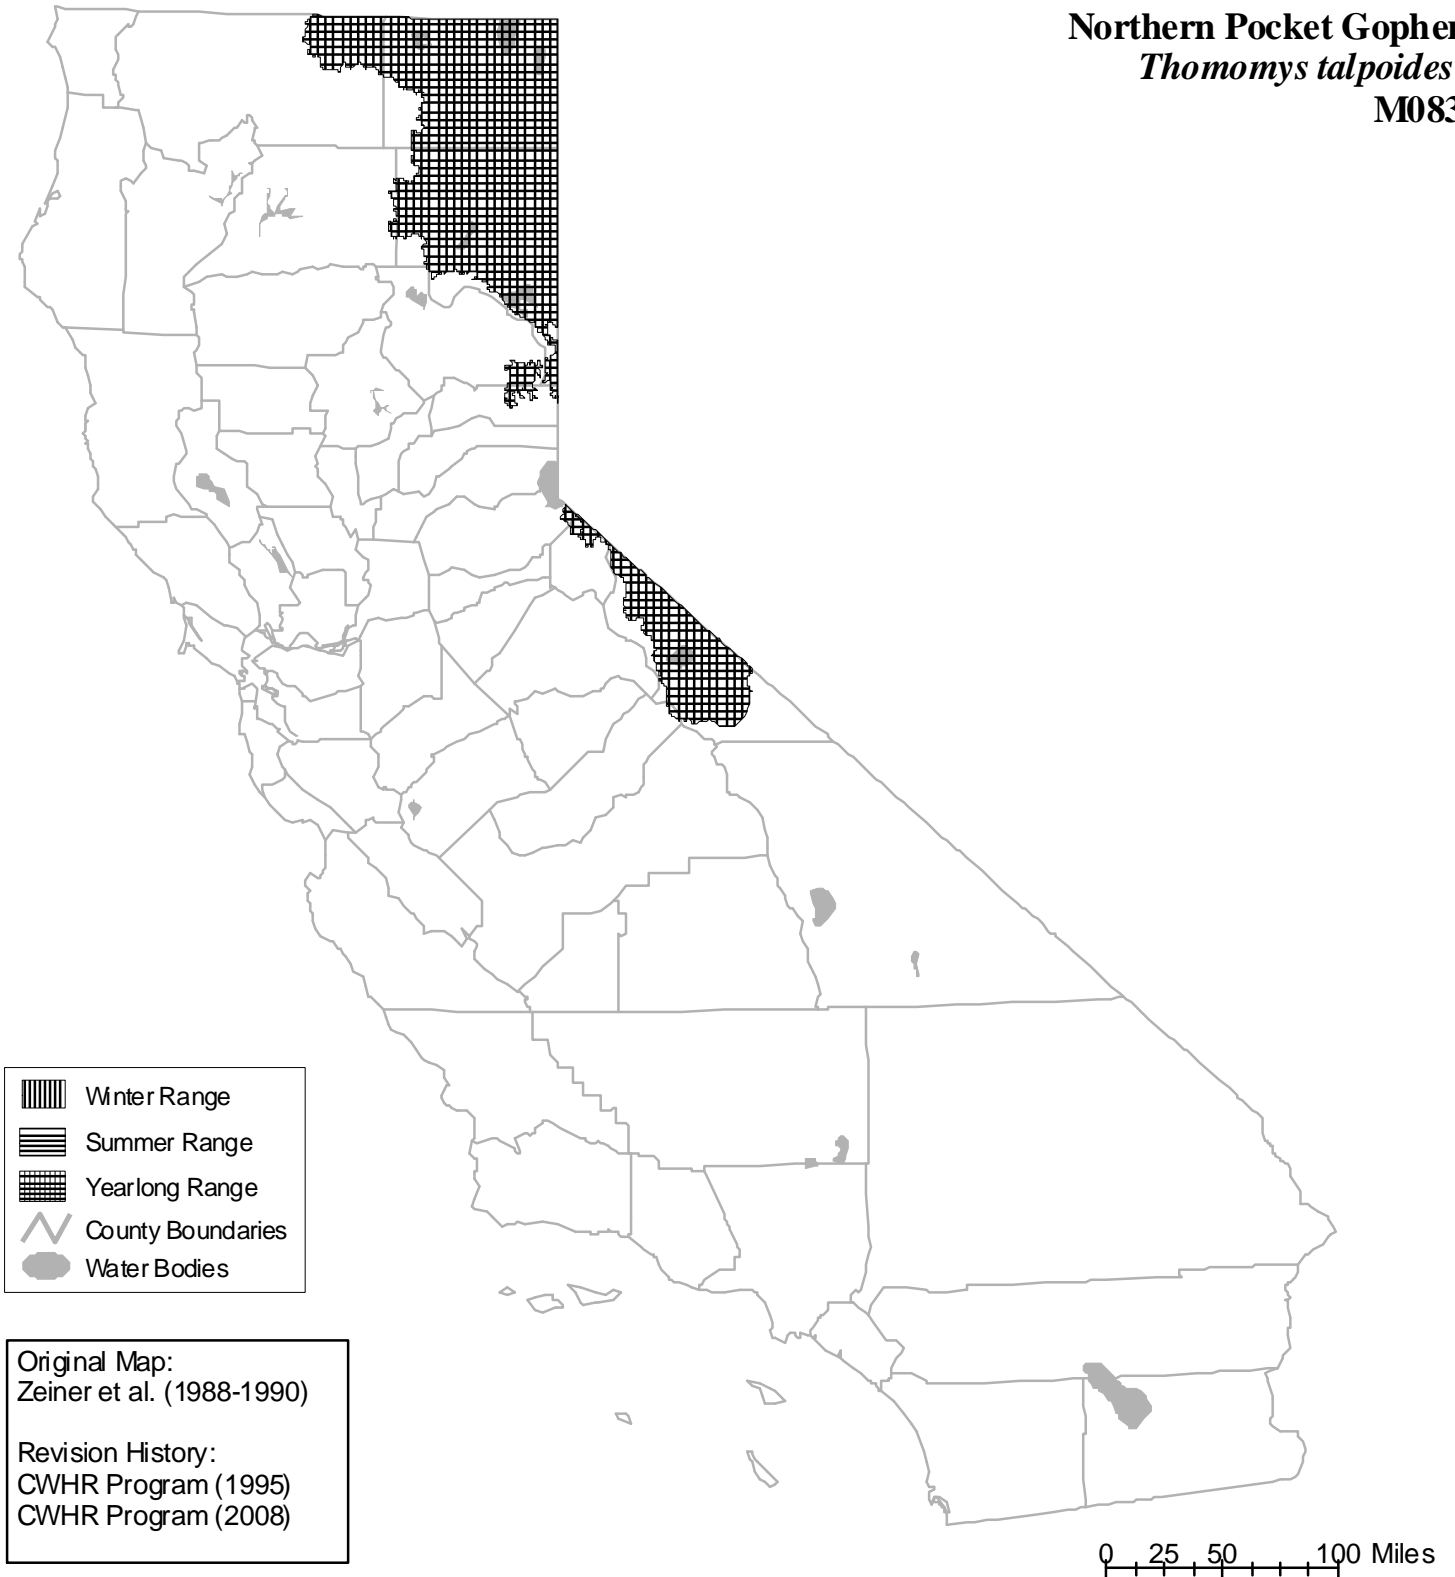 Northern Pocket Gopher
Thomomys talpoides
M083
Winter Range
Summer Range
Yearlong Range
County Boundaries
Water Bodies
Original Map:
Zeiner et al. (1988-1990)
Revision History:
CWHR Program (1995)
CWHR Program (2008)
0 25 50 100 Miles